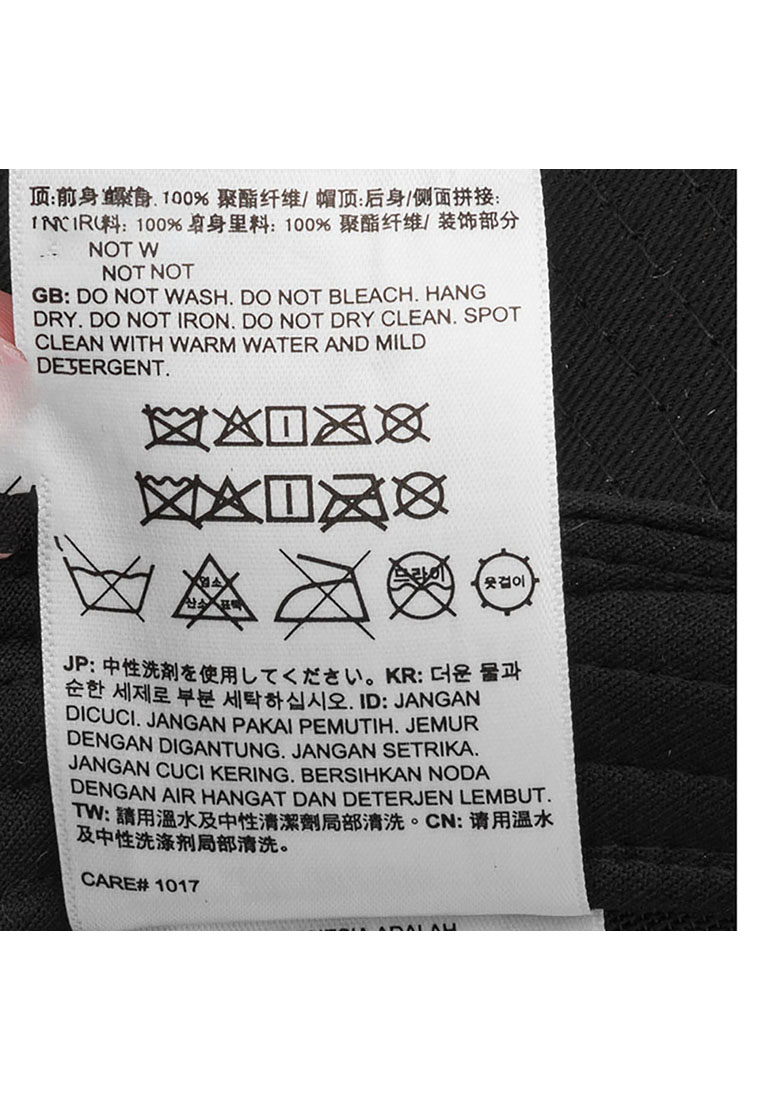 顶:前身 100% 聚酯纤维/ 帽顶:后身/侧面拼接:
料: 100% 身里料: 100% 聚酯纤维/ 装饰部分
NOT W
NOT NOT
GB: DO NOT WASH. DO NOT BLEACH. HANG
DRY. DO NOT IRON. DO NOT DRY CLEAN. SPOT
CLEAN WITH WARM WATER AND MILD
DETERGENT.
염소
산소 표백
드라이
옷걸이
JP: 中性洗剤を使用してください。KR: 더운 물과
순한 세제로 부분 세탁하십시오. ID: JANGAN
DICUCI. JANGAN PAKAI PEMUTIH. JEMUR
DENGAN DIGANTUNG. JANGAN SETRIKA.
JANGAN CUCI KERING. BERSIHKAN NODA
DENGAN AIR HANGAT DAN DETERJEN LEMBUT.
TW: 請用溫水及中性清潔劑局部清洗。CN: 请用温水
及中性洗涤剂局部清洗。
CARE# 1017
ADALAH